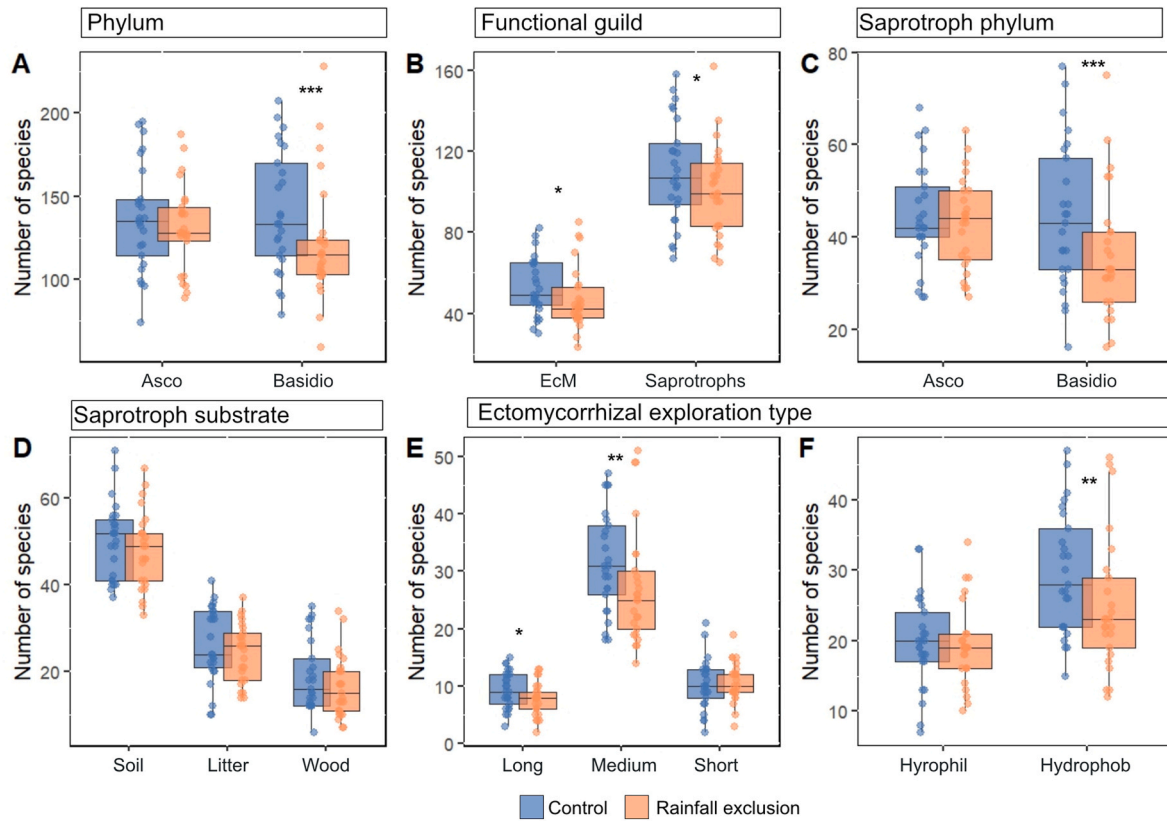 Phylum
Functional guild
Saprotroph phylum
A
B
C
Number of species
200
150
100
***
Asco
Basidio
Number of species
160
120
80
40
*
*
EcM
Saprotrophs
Number of species
80
60
40
20
***
Asco
Basidio
Saprotroph substrate
Ectomycorrhizal exploration type
D
E
F
Number of species
60
40
20
Soil
Litter
Wood
Number of species
50
40
30
20
10
0
*
**
Long
Medium
Short
Number of species
40
30
20
10
**
Hyrophil
Hydrophob
Control
Rainfall exclusion